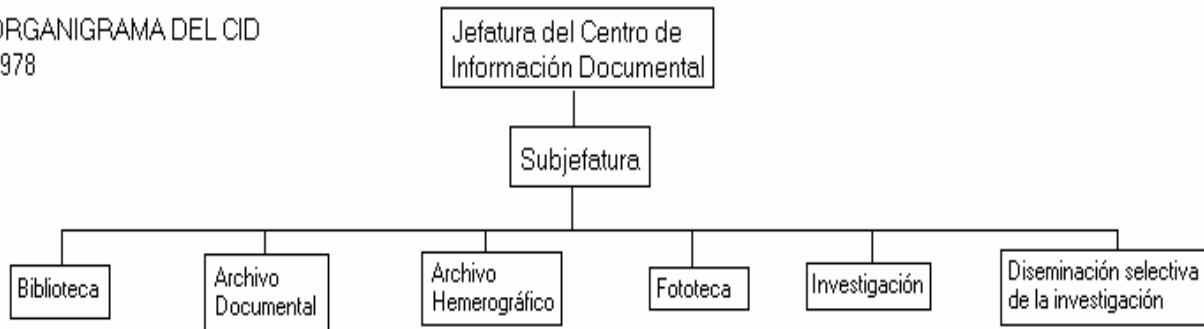 ORGANIGRAMA DEL CID
978
Jefatura del Centro de
Información Documental
Subjefatura
Biblioteca
Archivo
Documental
Archivo
Hemerográfico
Fototeca
Investigación
Diseminación selectiva
de la investigación